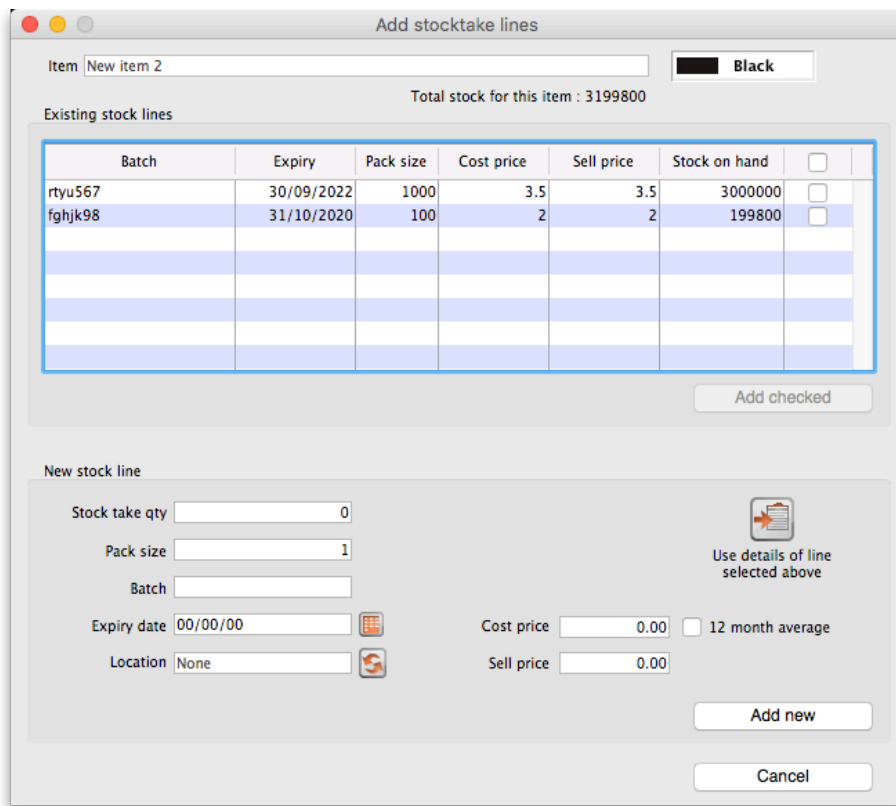 Add stocktake lines
Item New item 2 Black
Total stock for this item : 3199800
Existing stock lines
Batch Expiry Pack size Cost price Sell price Stock on hand
rtyu567 30/09/2022 1000 3.5 3.5 3000000
fghjk98 31/10/2020 100 2 2 199800
Add checked
New stock line
Stock take qty 0
Pack size 1
Use details of line
selected above
Batch
Expiry date 00/00/00 Cost price 0.00 12 month average
Location None Sell price 0.00
Add new
Cancel